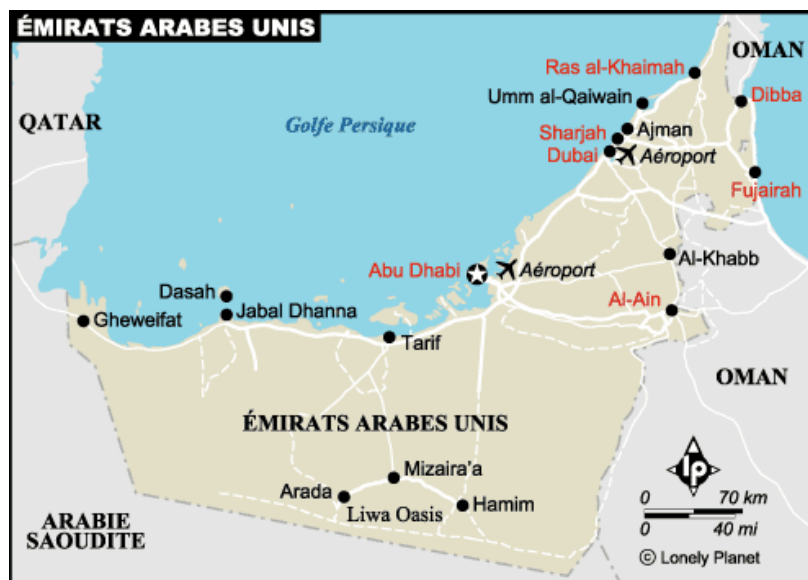 ÉMIRATS ARABES UNIS
OMAN
Ras al-Khaimah
Umm al-Qaiwain
Dibba
QATAR
Golfe Persique
Ajman
Sharjah
Dubai
Aéroport
Fujairah
Abu Dhabi
Aéroport
Al-Khabb
Dasah
Jabal Dhanna
Al-Ain
Gheweifat
Tarif
OMAN
ÉMIRATS ARABES UNIS
Mizaira'a
Arada
Hamim
Liwa Oasis
ARABIE
SAOUDITE
lp
0 70 km
0 40 mi
© Lonely Planet